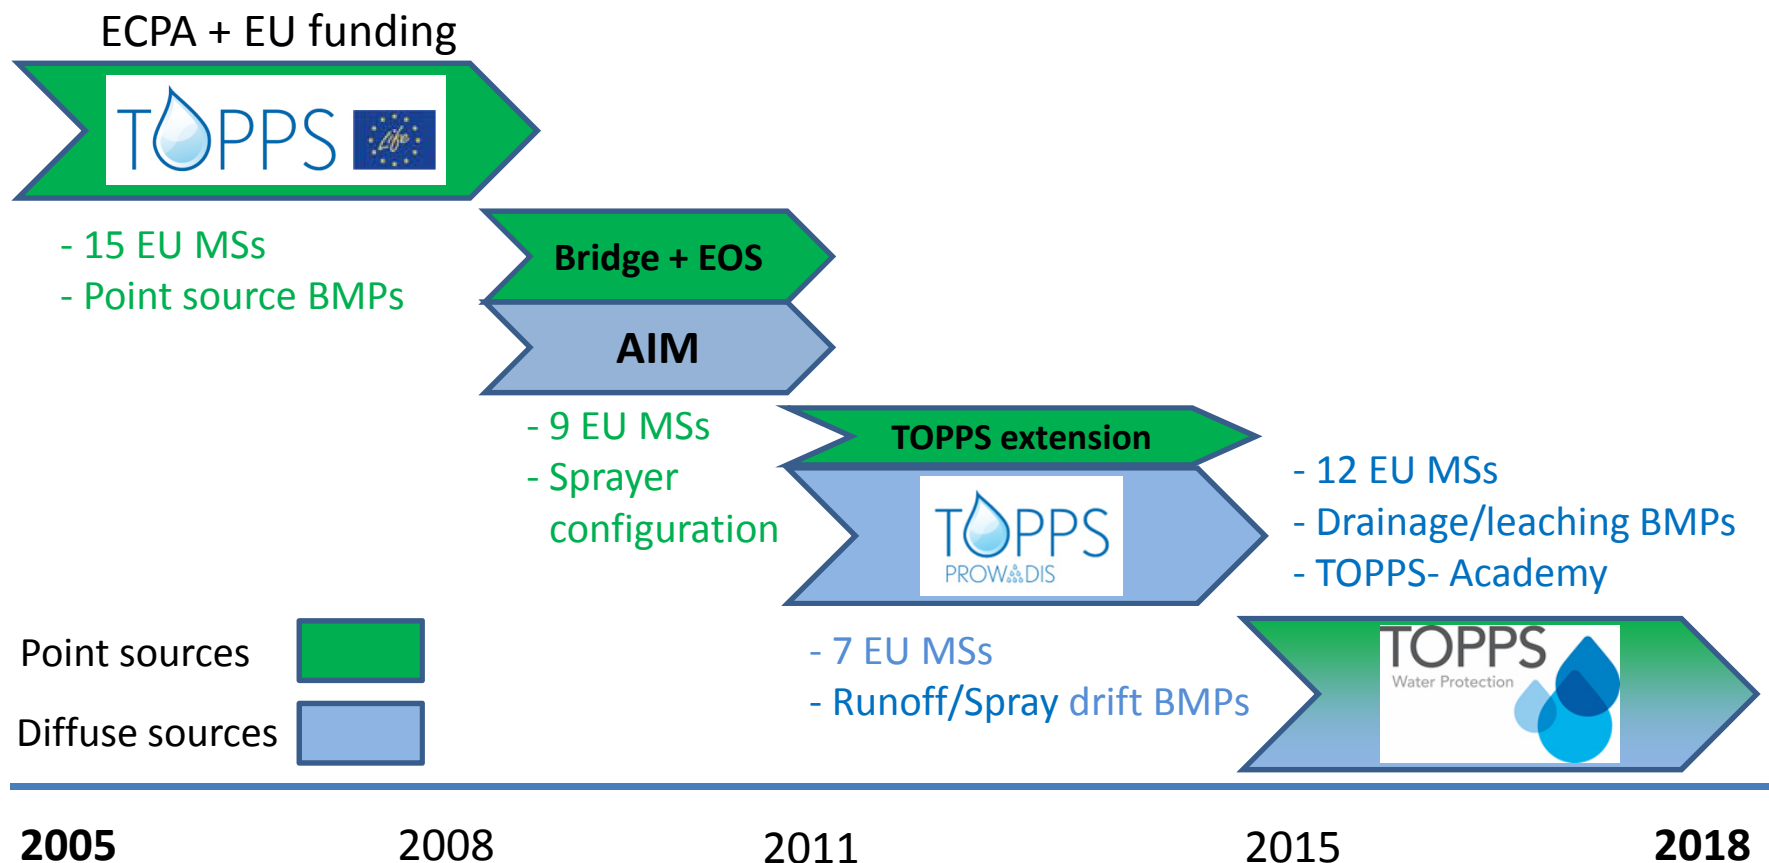 ECPA + EU funding
TOPPS
Life
- 15 EU MSs
- Point source BMPs
Bridge + EOS
AIM
- 9 EU MSs
- Sprayer
configuration
TOPPS extension
TOPPS
PROWADIS
- 12 EU MSs
- Drainage/leaching BMPs
- TOPPS- Academy
- 7 EU MSs
- Runoff/Spray drift BMPs
TOPPS
Water Protection
Point sources
Diffuse sources
2005 2008 2011 2015 2018